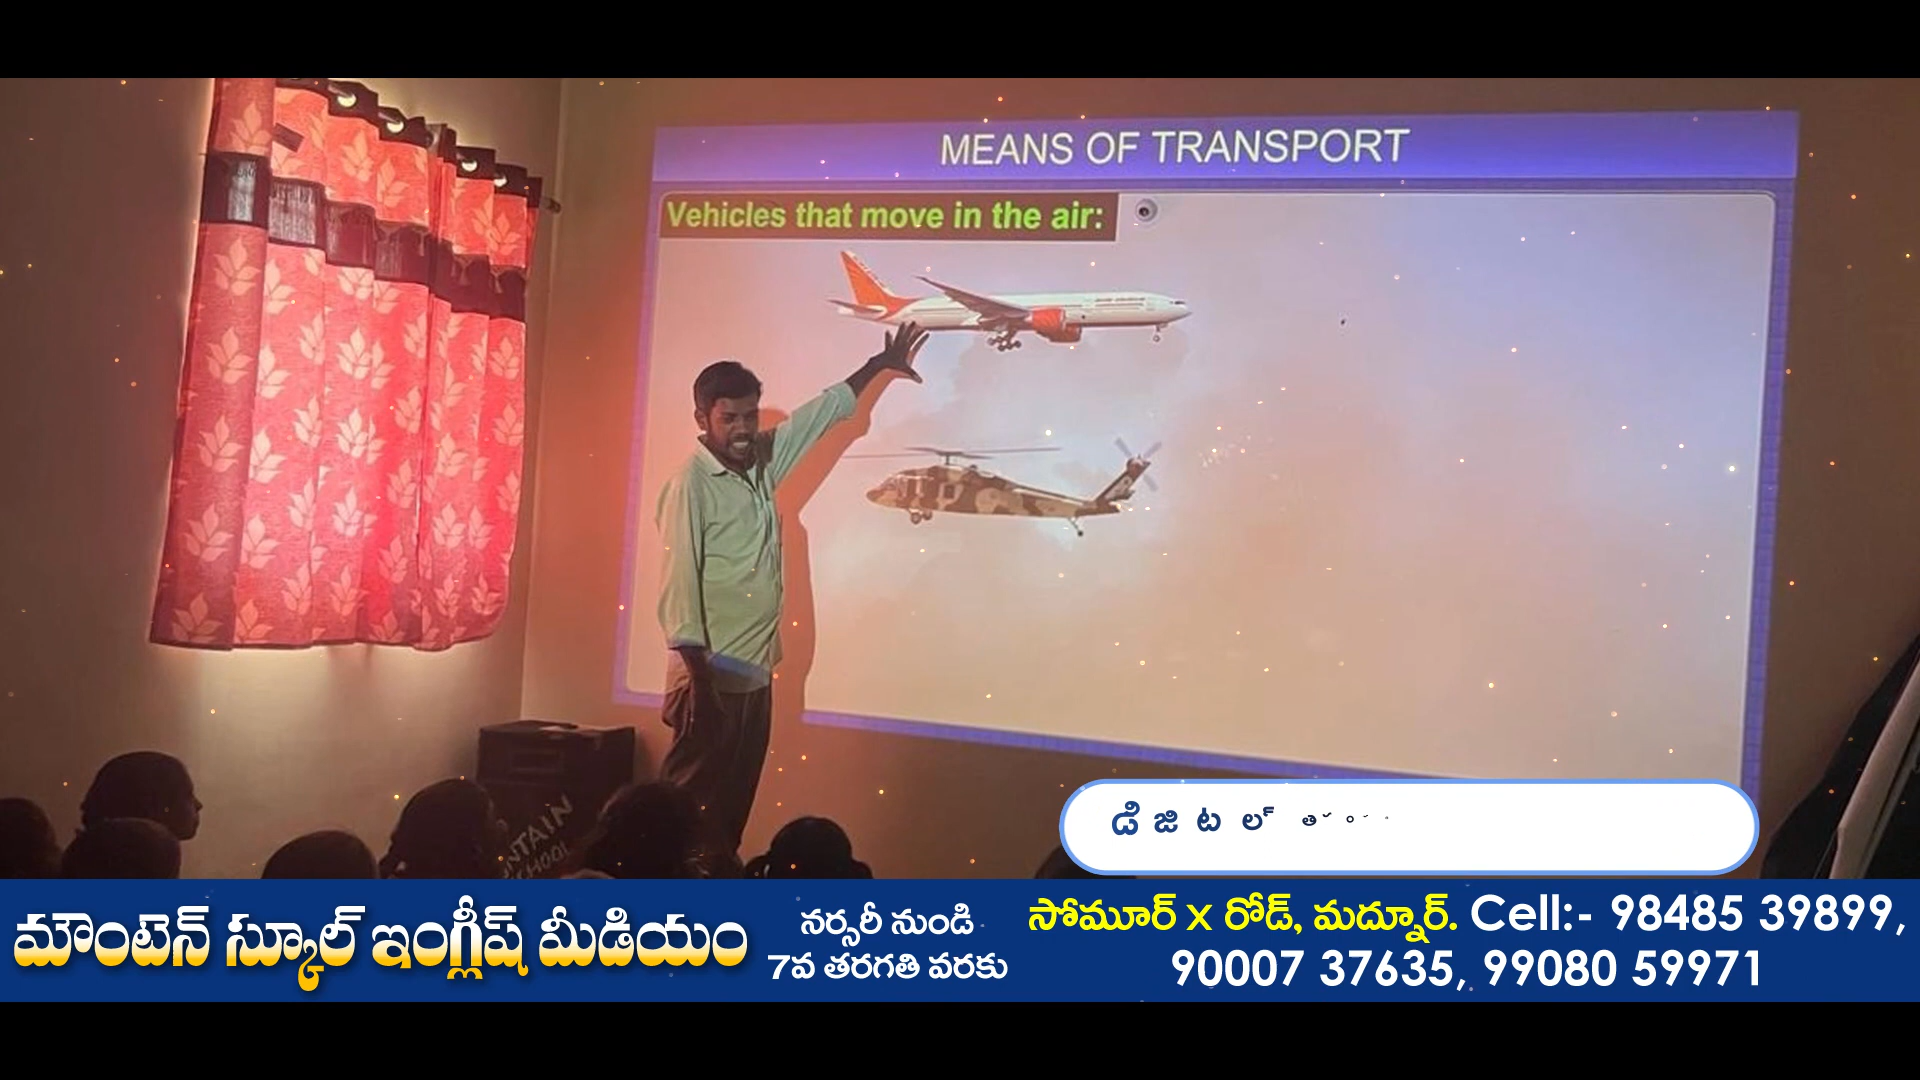 MEANS OF TRANSPORT
Vehicles that move in the air:
డిజిటల్
మౌంటెన్ స్కూల్ ఇంగ్లీష్ మీడియం
నర్సరీ నుండి
7వ తరగతి వరకు
సోమూర్ x రోడ్, మద్నూర్. Cell:- 98485 39899,
90007 37635, 99080 59971